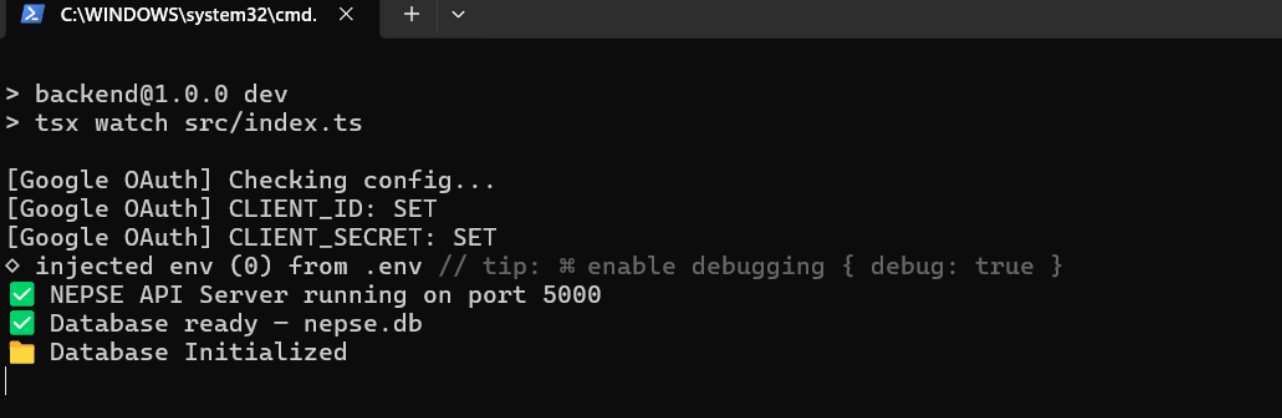 C:\WINDOWS\system32\cmd.
> backend@1.0.0 dev
> tsx watch src/index.ts
[Google OAuth] Checking config...
[Google OAuth] CLIENT_ID: SET
[Google OAuth] CLIENT_SECRET: SET
◇ injected env (0) from .env // tip: ⌘ enable debugging { debug: true }
✅ NEPSE API Server running on port 5000
✅ Database ready — nepse.db
📁 Database Initialized